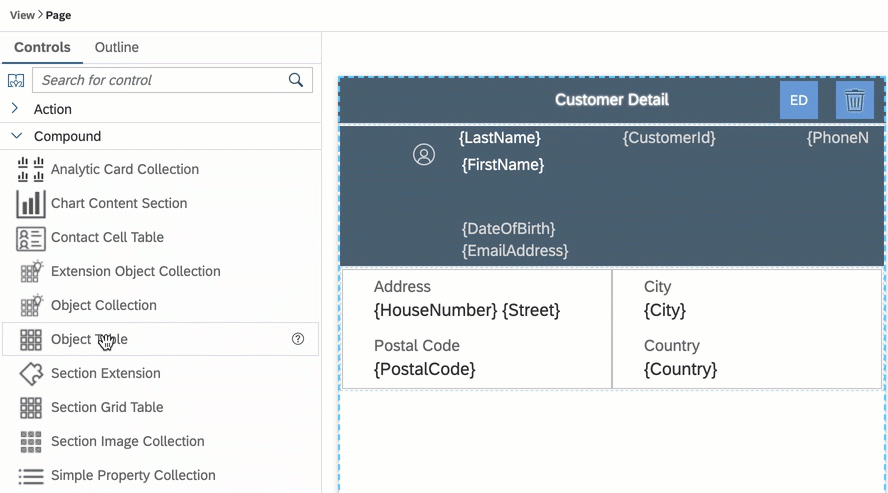 View > Page
Controls Outline
Search for control
Action
Compound
Analytic Card Collection
Chart Content Section
Contact Cell Table
Extension Object Collection
Object Collection
Object Table
Section Extension
Section Grid Table
Section Image Collection
Simple Property Collection
Customer Detail ED
{LastName} {CustomerId} {PhoneN
{FirstName}
{DateOfBirth}
{EmailAddress}
Address City
{HouseNumber} {Street} {City}
Postal Code Country
{PostalCode} {Country}